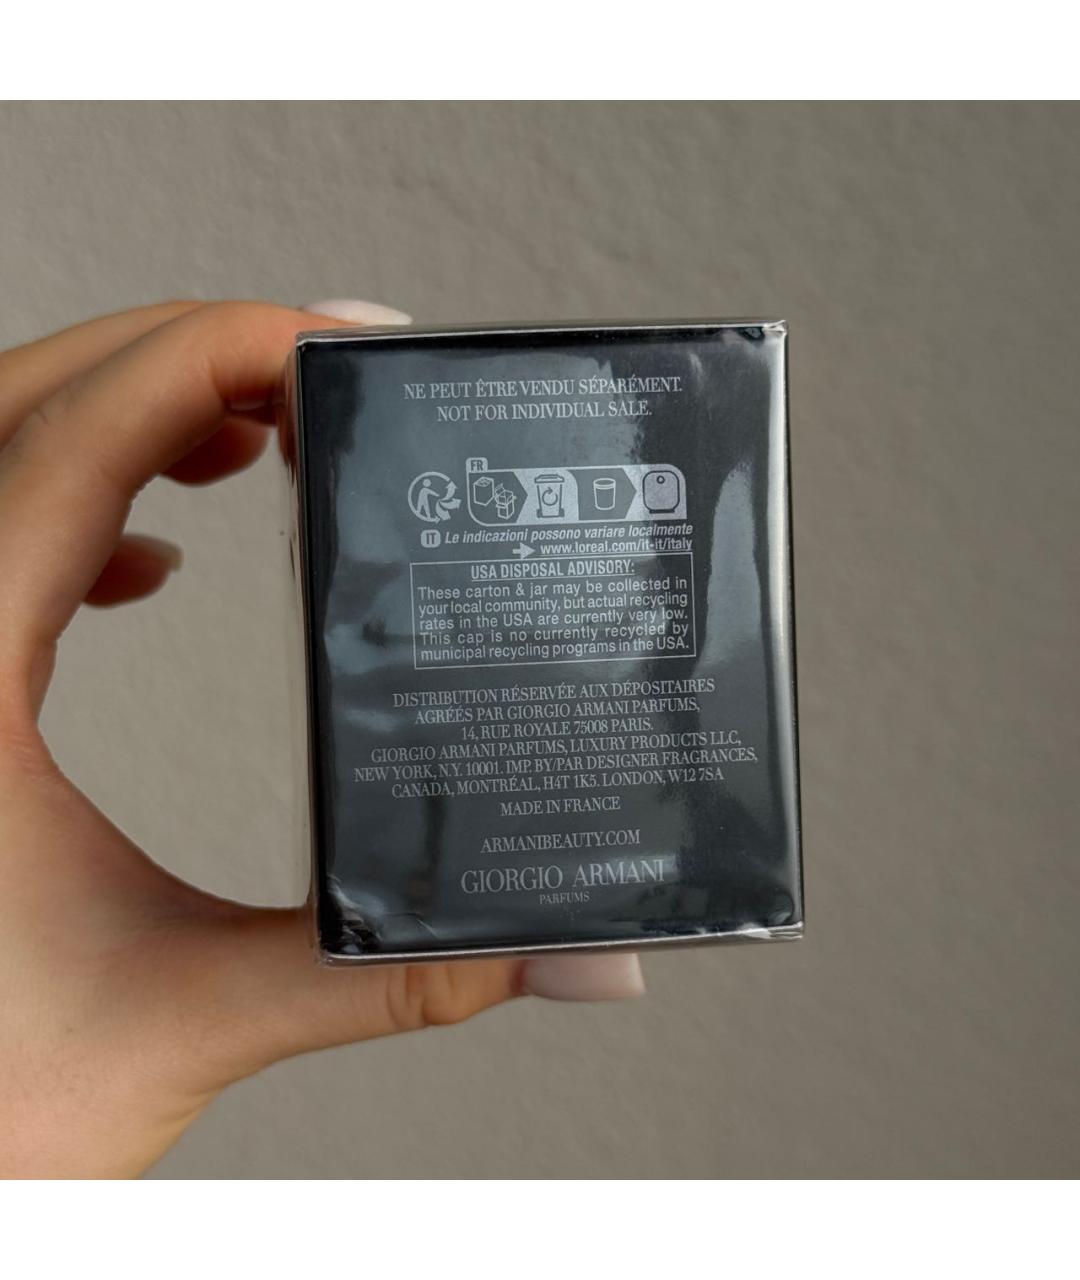 NE PEUT ÊTRE VENDU SÉPARÉMENT.
NOT FOR INDIVIDUAL SALE.
FR
IT Le indicazioni possono variare localmente
www.loreal.com/it-it/italy
USA DISPOSAL ADVISORY:
These carton & jar may be collected in
your local community, but actual recycling
rates in the USA are currently very low.
This cap is no currently recycled by
municipal recycling programs in the USA.
DISTRIBUTION RÉSERVÉE AUX DÉPOSITAIRES
AGRÉÉS PAR GIORGIO ARMANI PARFUMS,
14, RUE ROYALE 75008 PARIS.
GIORGIO ARMANI PARFUMS, LUXURY PRODUCTS LLC,
NEW YORK, N.Y. 10001. IMP. BY/PAR DESIGNER FRAGRANCES,
CANADA, MONTRÉAL, H4T 1K5. LONDON, W12 7SA
MADE IN FRANCE
ARMANIBEAUTY.COM
GIORGIO ARMANI
PARFUMS